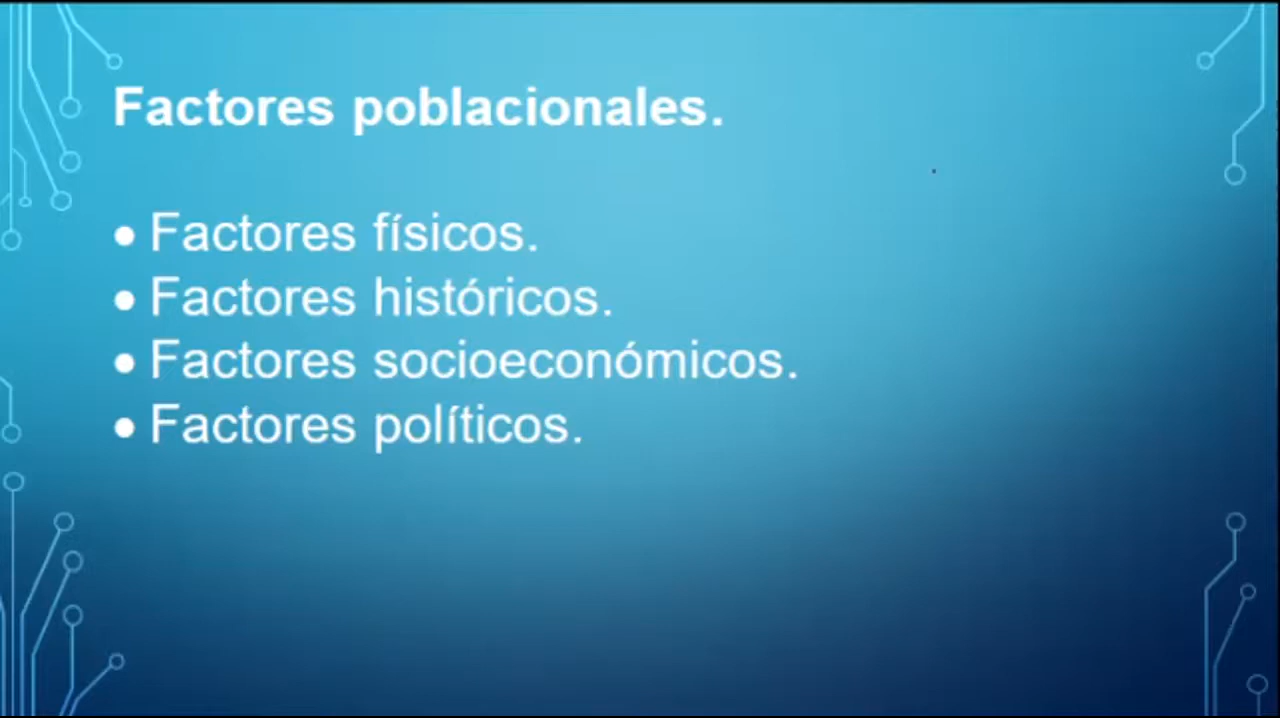 Factores poblacionales.
• Factores físicos.
• Factores históricos.
• Factores socioeconómicos.
• Factores políticos.